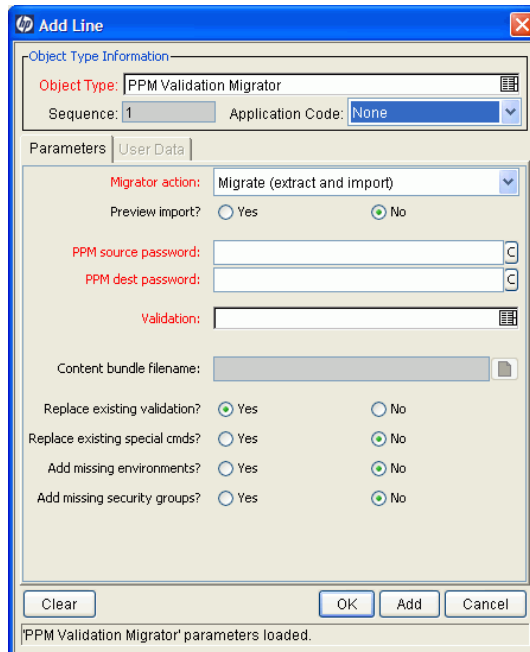 hp Add Line
Object Type Information
Object Type: PPM Validation Migrator
Sequence: 1 Application Code: None
Parameters User Data
Migrator action: Migrate (extract and import)
Preview import? Yes No
PPM source password: C
PPM dest password: C
Validation:
Content bundle filename:
Replace existing validation? Yes No
Replace existing special cmds? Yes No
Add missing environments? Yes No
Add missing security groups? Yes No
Clear OK Add Cancel
'PPM Validation Migrator' parameters loaded.